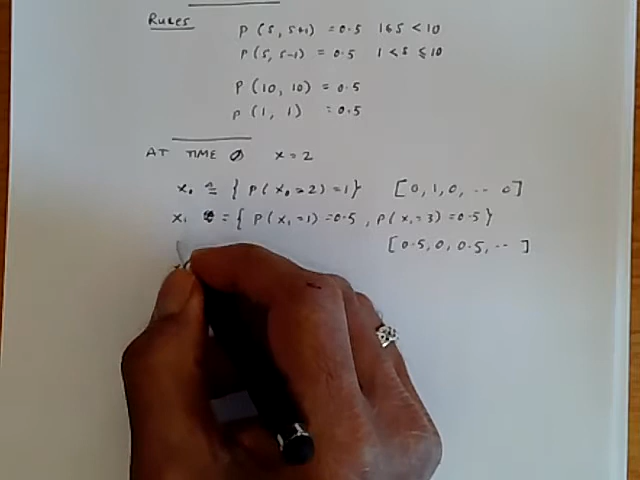 RULES
P(S, S+1) = 0.5 1 ≤ S < 10
P(S, S-1) = 0.5 1 < S ≤ 10
P(10, 10) = 0.5
P(1, 1) = 0.5
AT TIME 0 X = 2
X₀ = { P(X₀ = 2) = 1 } [0, 1, 0, -- 0]
X₁ = { P(X₁ = 1) = 0.5, P(X₁ = 3) = 0.5 }
[0.5, 0, 0.5, -- ]